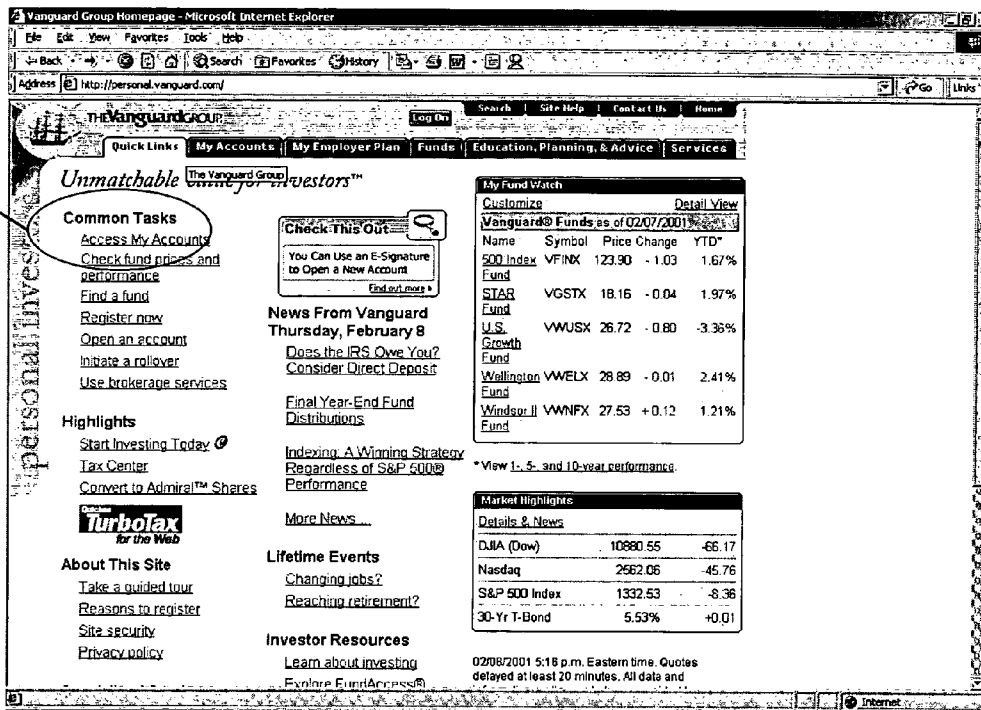 Vanguard Group Homepage - Microsoft Internet Explorer
File Edit View Favorites Tools Help
Back Search Favorites History
Address http://personal.vanguard.com/ Go Links
Search Site Help Contact Us Home
THE Vanguard GROUP. Log On
Quick Links My Accounts My Employer Plan Funds Education, Planning, & Advice Services
personal investors
Unmatchable for Investors™
The Vanguard Group
Common Tasks
Access My Accounts
Check fund prices and
performance
Find a fund
Register now
Open an account
Initiate a rollover
Use brokerage services
Highlights
Start Investing Today
Tax Center
Convert to Admiral™ Shares
Quicken
TurboTax
for the Web
About This Site
Take a guided tour
Reasons to register
Site security
Privacy policy
Check This Out
You Can Use an E-Signature
to Open a New Account
Find out more
News From Vanguard
Thursday, February 8
Does the IRS Owe You?
Consider Direct Deposit
Final Year-End Fund
Distributions
Indexing: A Winning Strategy
Regardless of S&P 500®
Performance
More News ...
Lifetime Events
Changing jobs?
Reaching retirement?
Investor Resources
Learn about investing
Explore FundAccess®
My Fund Watch
Customize Detail View
Vanguard® Funds as of 02/07/2001
Name Symbol Price Change YTD*
500 Index VFINX 123.90 - 1.03 1.67%
Fund
STAR VGSTX 18.16 - 0.04 1.97%
Fund
U.S. VWUSX 26.72 - 0.80 -3.36%
Growth
Fund
Wellington VWELX 28.89 - 0.01 2.41%
Fund
Windsor II VWNFX 27.53 + 0.12 1.21%
Fund
* View 1-, 5-, and 10-year performance.
Market Highlights
Details & News
DJIA (Dow) 10880.55 -66.17
Nasdaq 2562.06 -45.76
S&P 500 Index 1332.53 -8.36
30-Yr T-Bond 5.53% +0.01
02/08/2001 5:16 p.m. Eastern time. Quotes
delayed at least 20 minutes. All data and
Internet